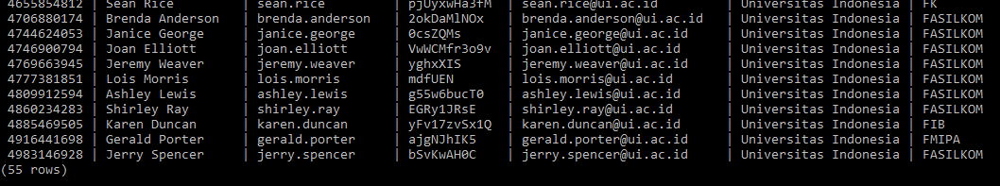 4655854812 | Sean Rice | sean.rice | pjUyxwHa3fM | sean.rice@ui.ac.id | Universitas Indonesia | FK
4706880174 | Brenda Anderson | brenda.anderson | 2okDaMlNOx | brenda.anderson@ui.ac.id | Universitas Indonesia | FASILKOM
4744624053 | Janice George | janice.george | 0csZQMs | janice.george@ui.ac.id | Universitas Indonesia | FASILKOM
4746900794 | Joan Elliott | joan.elliott | VwWCMfr3o9v | joan.elliott@ui.ac.id | Universitas Indonesia | FASILKOM
4769663945 | Jeremy Weaver | jeremy.weaver | yghxXIS | jeremy.weaver@ui.ac.id | Universitas Indonesia | FASILKOM
4777381851 | Lois Morris | lois.morris | mdfUEN | lois.morris@ui.ac.id | Universitas Indonesia | FASILKOM
4809912594 | Ashley Lewis | ashley.lewis | g55w6bucT0 | ashley.lewis@ui.ac.id | Universitas Indonesia | FASILKOM
4860234283 | Shirley Ray | shirley.ray | EGRy1JRsE | shirley.ray@ui.ac.id | Universitas Indonesia | FASILKOM
4885469505 | Karen Duncan | karen.duncan | yFv17zvSx1Q | karen.duncan@ui.ac.id | Universitas Indonesia | FIB
4916441698 | Gerald Porter | gerald.porter | ajgNJhIK5 | gerald.porter@ui.ac.id | Universitas Indonesia | FMIPA
4983146928 | Jerry Spencer | jerry.spencer | bSvKwAH0C | jerry.spencer@ui.ac.id | Universitas Indonesia | FASILKOM
(55 rows)